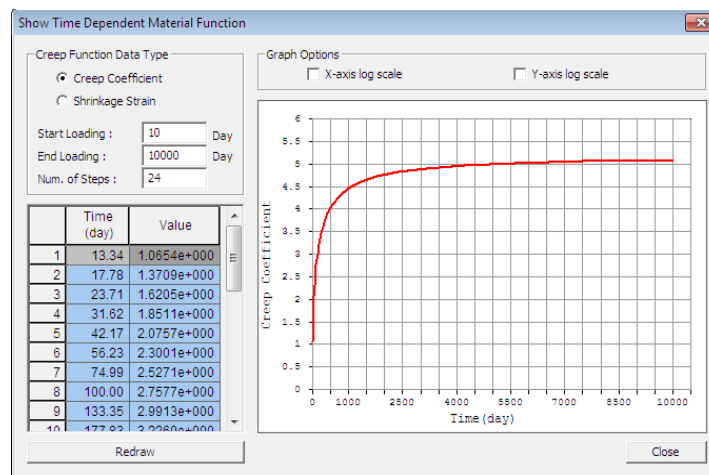 Show Time Dependent Material Function
Creep Function Data Type
Creep Coefficient
Shrinkage Strain
Start Loading : 10 Day
End Loading : 10000 Day
Num. of Steps : 24
Time (day) Value
1 13.34 1.0654e+000
2 17.78 1.3709e+000
3 23.71 1.6205e+000
4 31.62 1.8511e+000
5 42.17 2.0757e+000
6 56.23 2.3001e+000
7 74.99 2.5271e+000
8 100.00 2.7577e+000
9 133.35 2.9913e+000
10 177.83 3.2260e+000
Redraw
Graph Options
X-axis log scale
Y-axis log scale
6
5.5
5
4.5
4
3.5
3
2.5
2
1.5
1
0.5
0
Creep Coefficient
0 1000 2500 4000 5500 7000 8500 10000
Time(day)
Close